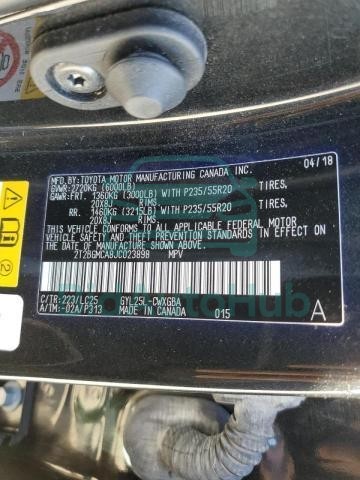 MFD.BY:TOYOTA MOTOR MANUFACTURING CANADA INC.
04/18
GVWR:2720KG (6000LB)
GAWR:FRT. 1360KG (3000LB) WITH P235/55R20 TIRES,
20X8J RIMS.
RR. 1460KG (3215LB) WITH P235/55R20 TIRES,
20X8J RIMS.
THIS VEHICLE CONFORMS TO ALL APPLICABLE FEDERAL MOTOR
VEHICLE SAFETY AND THEFT PREVENTION STANDARDS IN EFFECT
ON THE DATE OF MANUFACTURE SHOWN ABOVE.
2T2BGMCA9JC023898 MPV
C/TR:223/LC25 GYL25L-CWXGBA
A/TM:-02A/P313 MADE IN CANADA 015 A
2